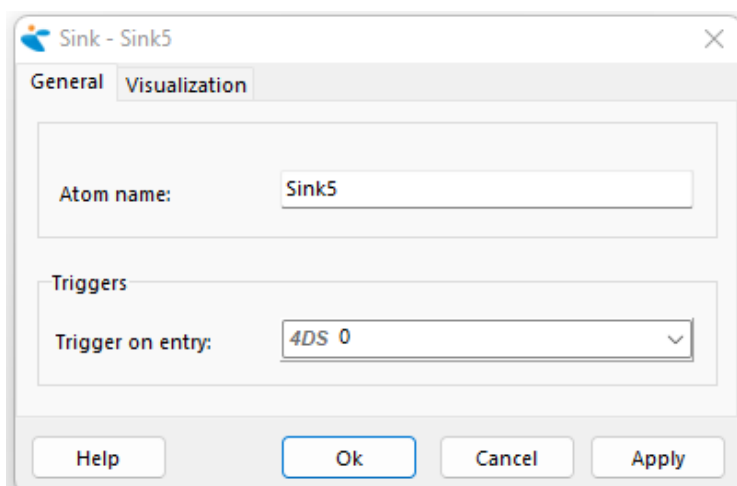 Sink - Sink5
General Visualization
Atom name: Sink5
Triggers
Trigger on entry: 4DS 0
Help Ok Cancel Apply